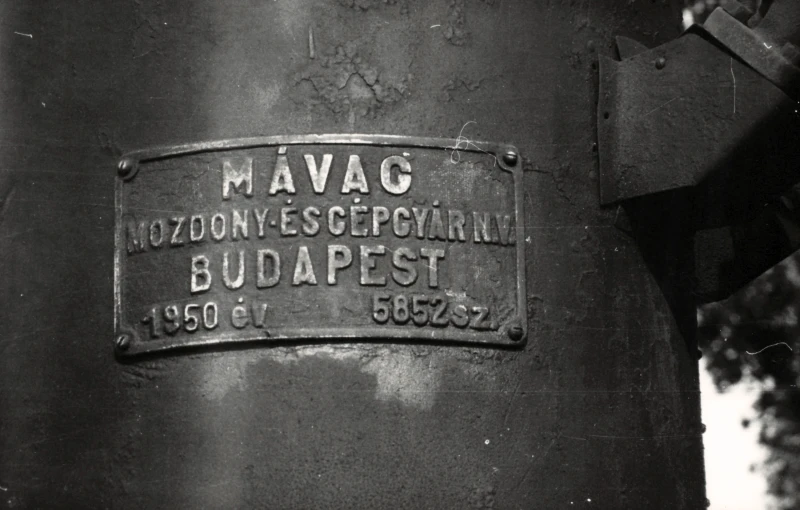 MÁVAG
MOZDONY-ÉS GÉPGYÁR N.V.
BUDAPEST
1950 év 5852 sz.